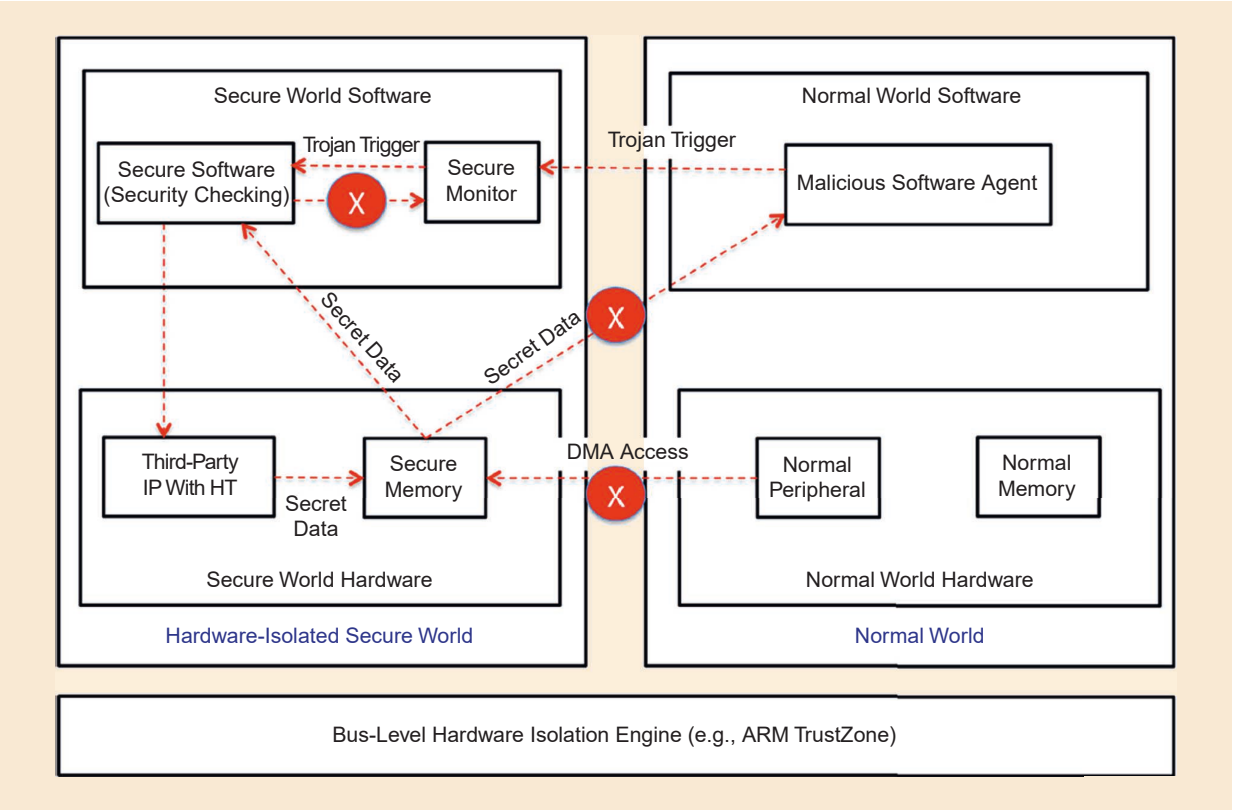 Secure World Software
Normal World Software
Trojan Trigger
Trojan Trigger
Secure Software
(Security Checking)
X
Secure
Monitor
Malicious Software Agent
Secret Data
Secret Data
X
Third-Party
IP With HT
Secret
Data
Secure
Memory
DMA Access
X
Normal
Peripheral
Normal
Memory
Secure World Hardware
Normal World Hardware
Hardware-Isolated Secure World
Normal World
Bus-Level Hardware Isolation Engine (e.g., ARM TrustZone)